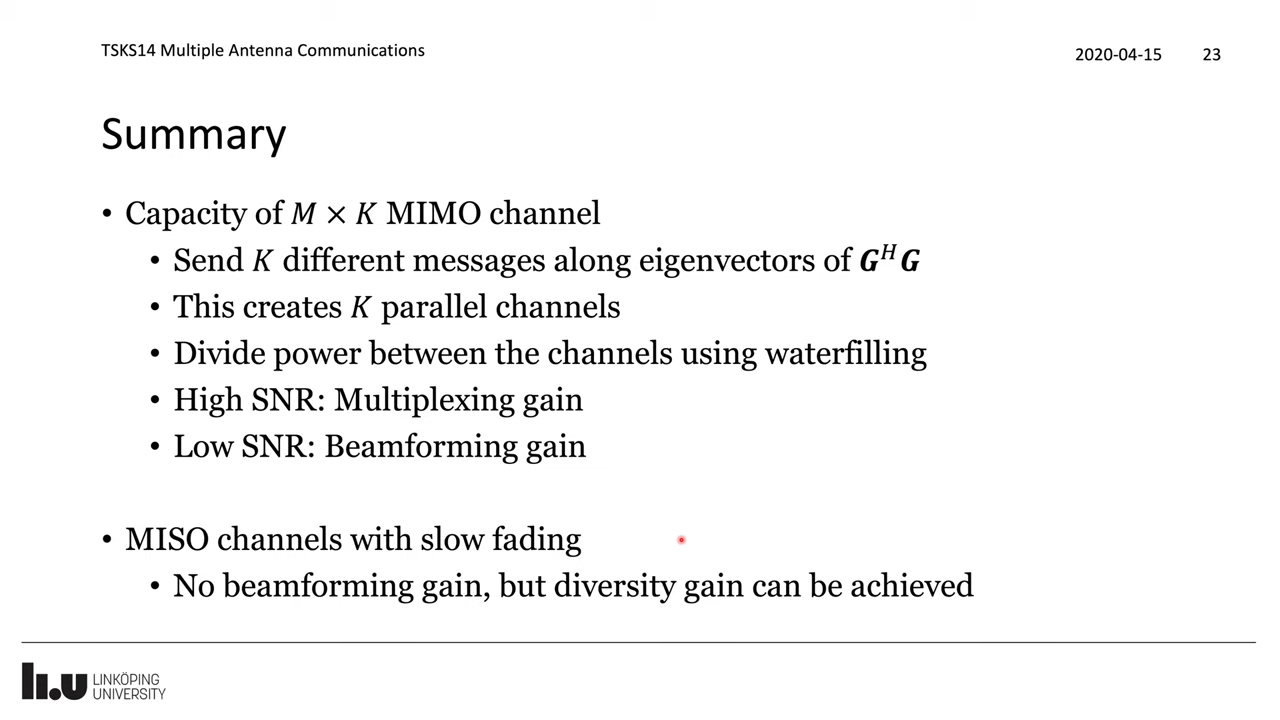 TSKS14 Multiple Antenna Communications
2020-04-15 23
Summary
• Capacity of 𝑀 × 𝐾 MIMO channel
• Send 𝐾 different messages along eigenvectors of 𝑮ᴴ𝑮
• This creates 𝐾 parallel channels
• Divide power between the channels using waterfilling
• High SNR: Multiplexing gain
• Low SNR: Beamforming gain
• MISO channels with slow fading
• No beamforming gain, but diversity gain can be achieved
li.u LINKÖPING
UNIVERSITY